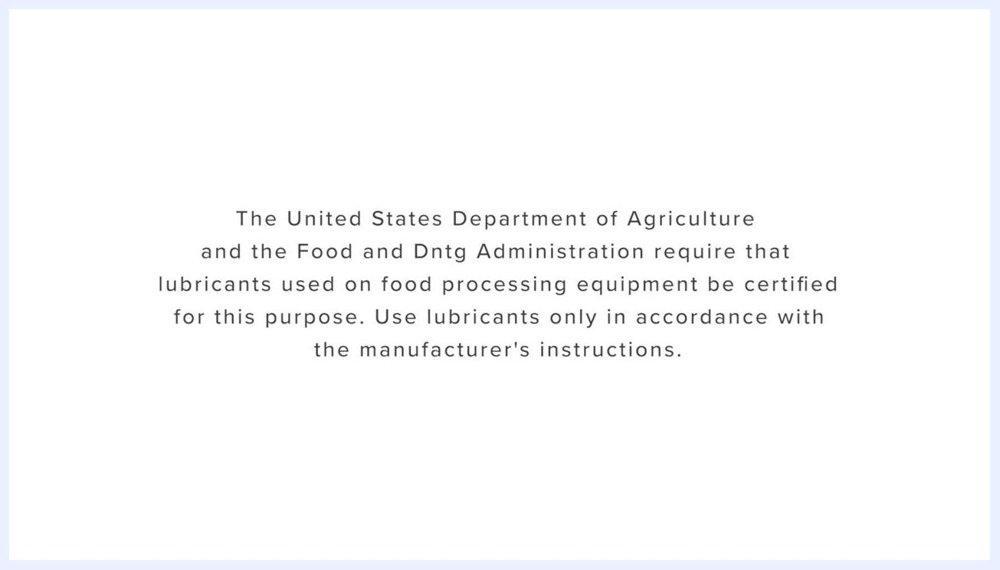 The United States Department of Agriculture
and the Food and Dntg Administration require that
lubricants used on food processing equipment be certified
for this purpose. Use lubricants only in accordance with
the manufacturer's instructions.